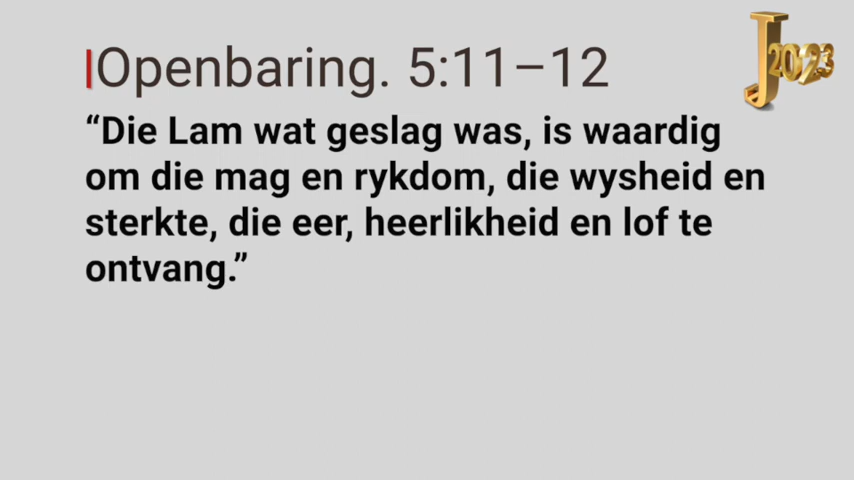 Openbaring. 5:11–12
J
2023
“Die Lam wat geslag was, is waardig
om die mag en rykdom, die wysheid en
sterkte, die eer, heerlikheid en lof te
ontvang.”